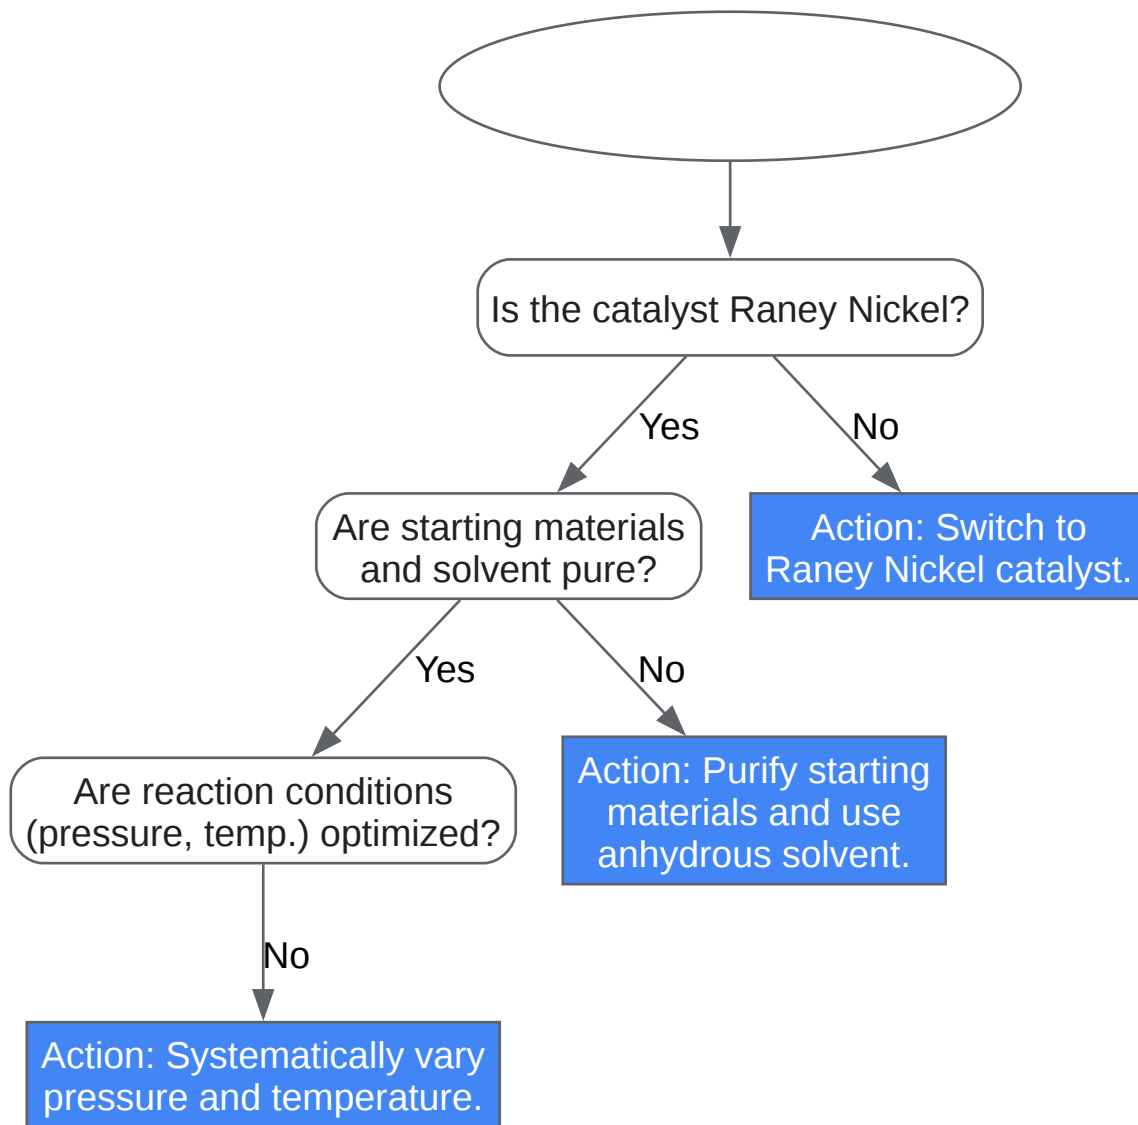 Is the catalyst Raney Nickel?
Yes
No
Are starting materials
and solvent pure?
Action: Switch to
Raney Nickel catalyst.
Yes
No
Are reaction conditions
(pressure, temp.) optimized?
Action: Purify starting
materials and use
anhydrous solvent.
No
Action: Systematically vary
pressure and temperature.